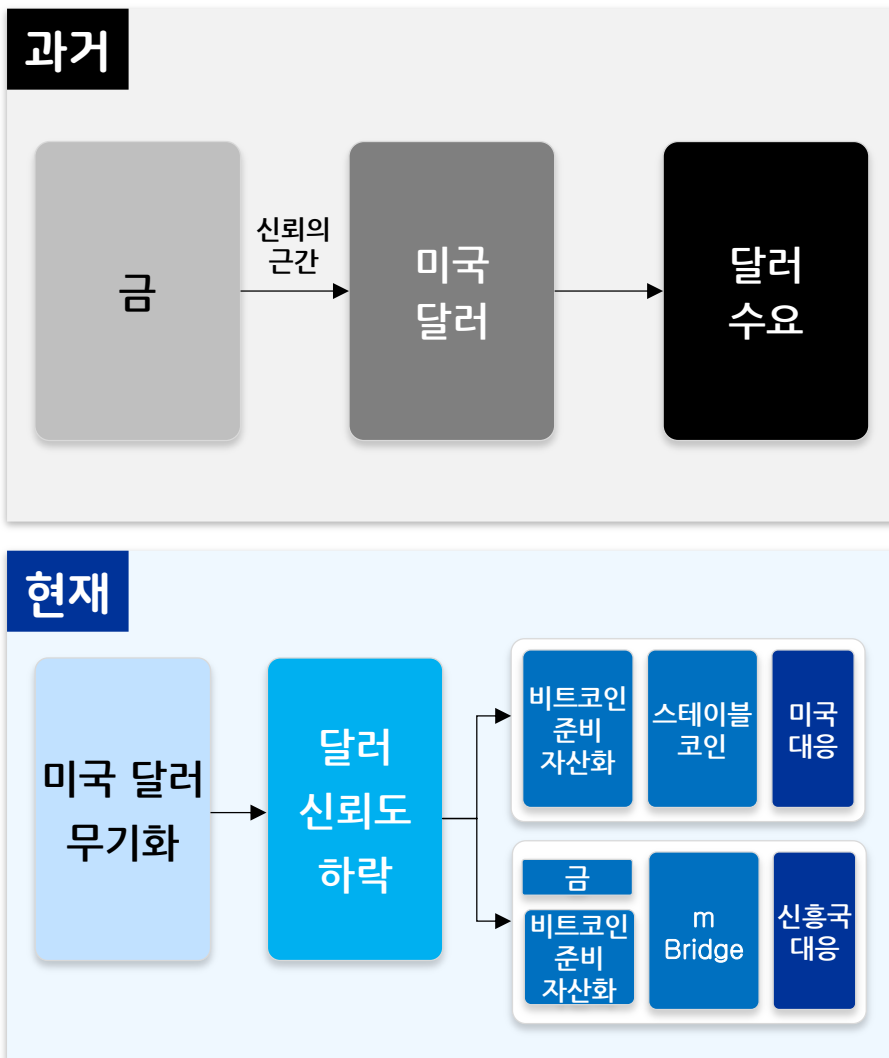 과거
금
신뢰의
근간
미국
달러
달러
수요
현재
미국 달러
무기화
달러
신뢰도
하락
비트코인
준비
자산화
스테이블
코인
미국
대응
금
비트코인
준비
자산화
m
Bridge
신흥국
대응